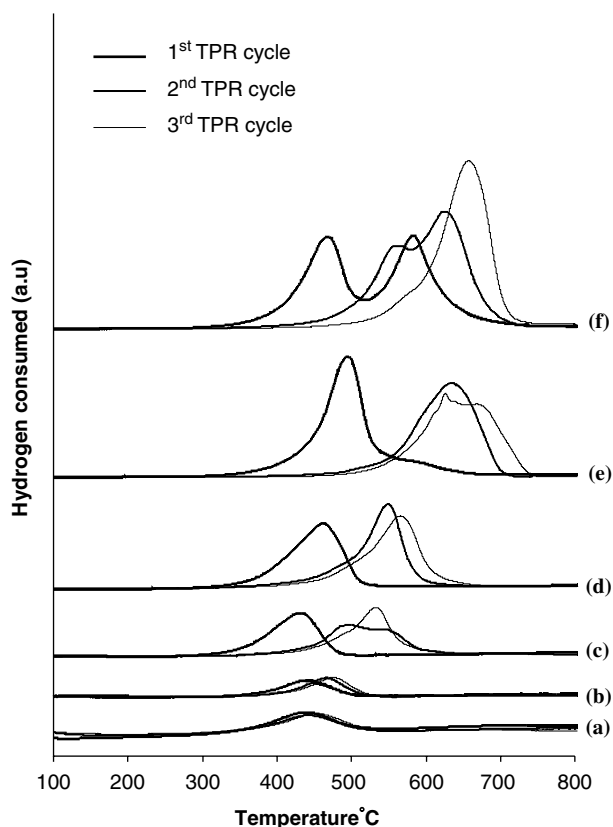 1st TPR cycle
2nd TPR cycle
3rd TPR cycle
Hydrogen consumed (a.u)
(f)
(e)
(d)
(c)
(b)
(a)
100 200 300 400 500 600 700 800
Temperature°C